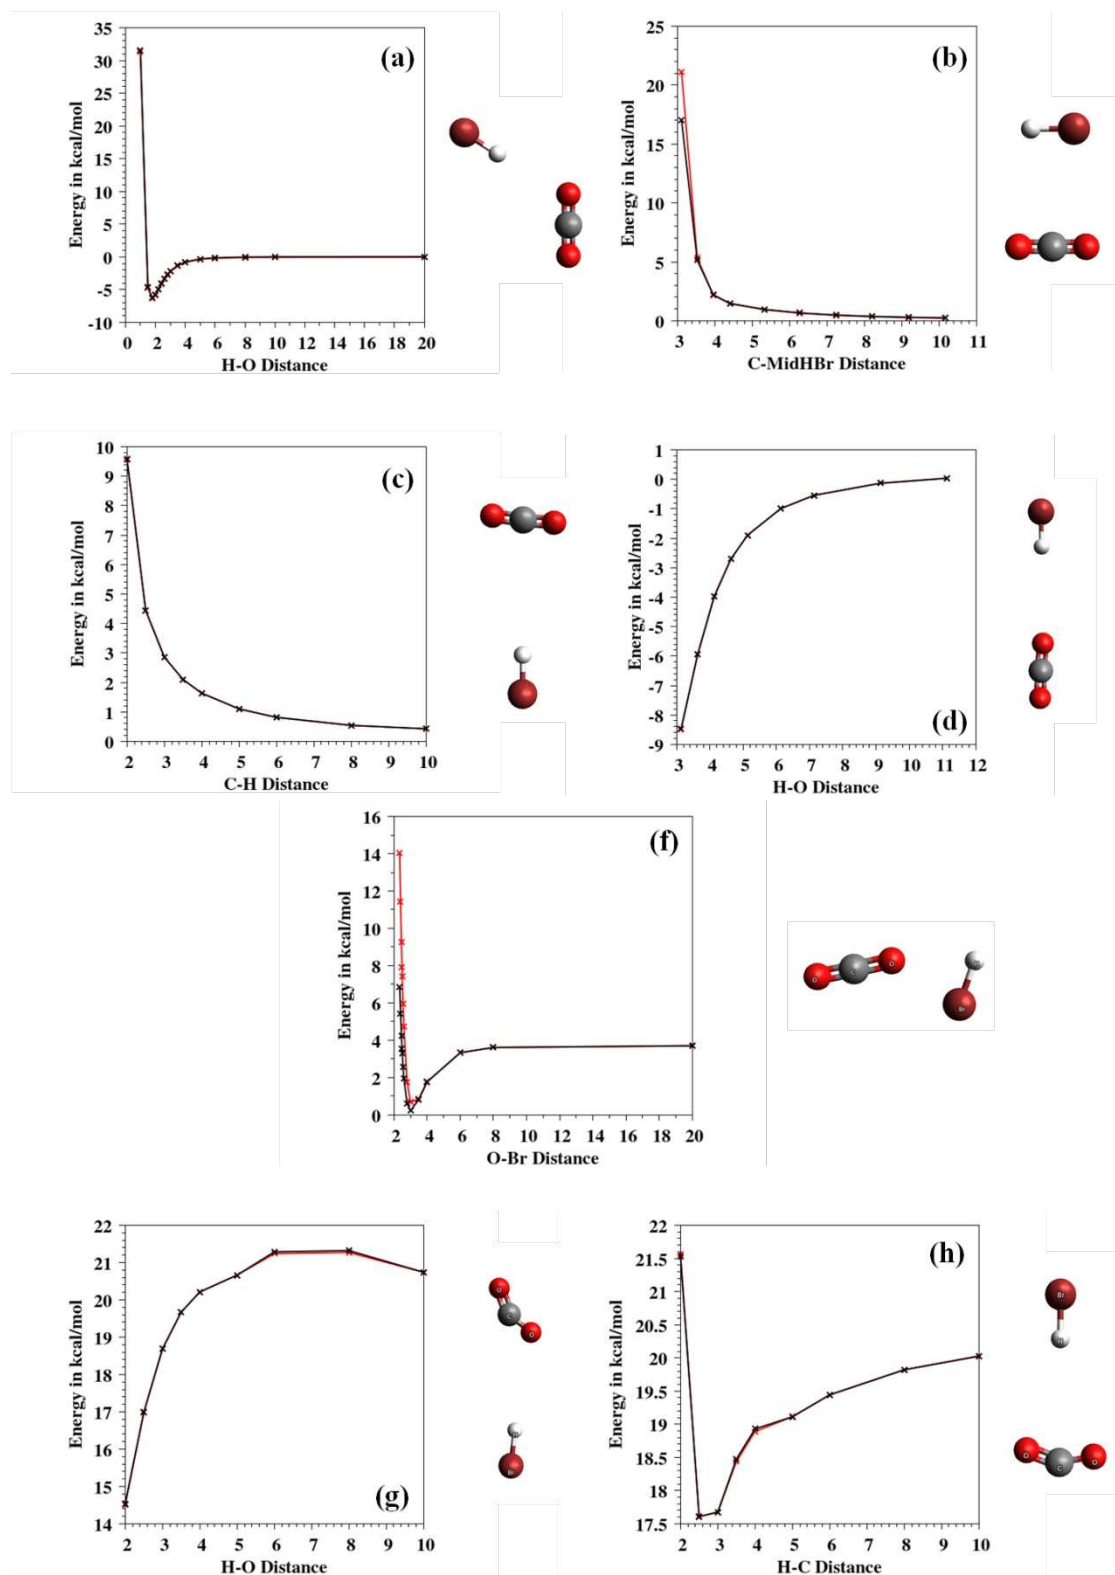 (a)
Energy in kcal/mol
35
30
25
20
15
10
5
0
-5
-10
0 2 4 6 8 10 12 14 16 18 20
H-O Distance
(b)
Energy in kcal/mol
25
20
15
10
5
0
3 4 5 6 7 8 9 10 11
C-MidHBr Distance
(c)
Energy in kcal/mol
10
9
8
7
6
5
4
3
2
1
0
2 3 4 5 6 7 8 9 10
C-H Distance
(d)
Energy in kcal/mol
1
0
-1
-2
-3
-4
-5
-6
-7
-8
-9
3 4 5 6 7 8 9 10 11 12
H-O Distance
(f)
Energy in kcal/mol
16
14
12
10
8
6
4
2
0
2 4 6 8 10 12 14 16 18 20
O-Br Distance
O
O
Br
(g)
Energy in kcal/mol
22
21
20
19
18
17
16
15
14
2 3 4 5 6 7 8 9 10
H-O Distance
O
O
Br
(h)
Energy in kcal/mol
22
21.5
21
20.5
20
19.5
19
18.5
18
17.5
2 3 4 5 6 7 8 9 10
H-C Distance
Br
O
C
O